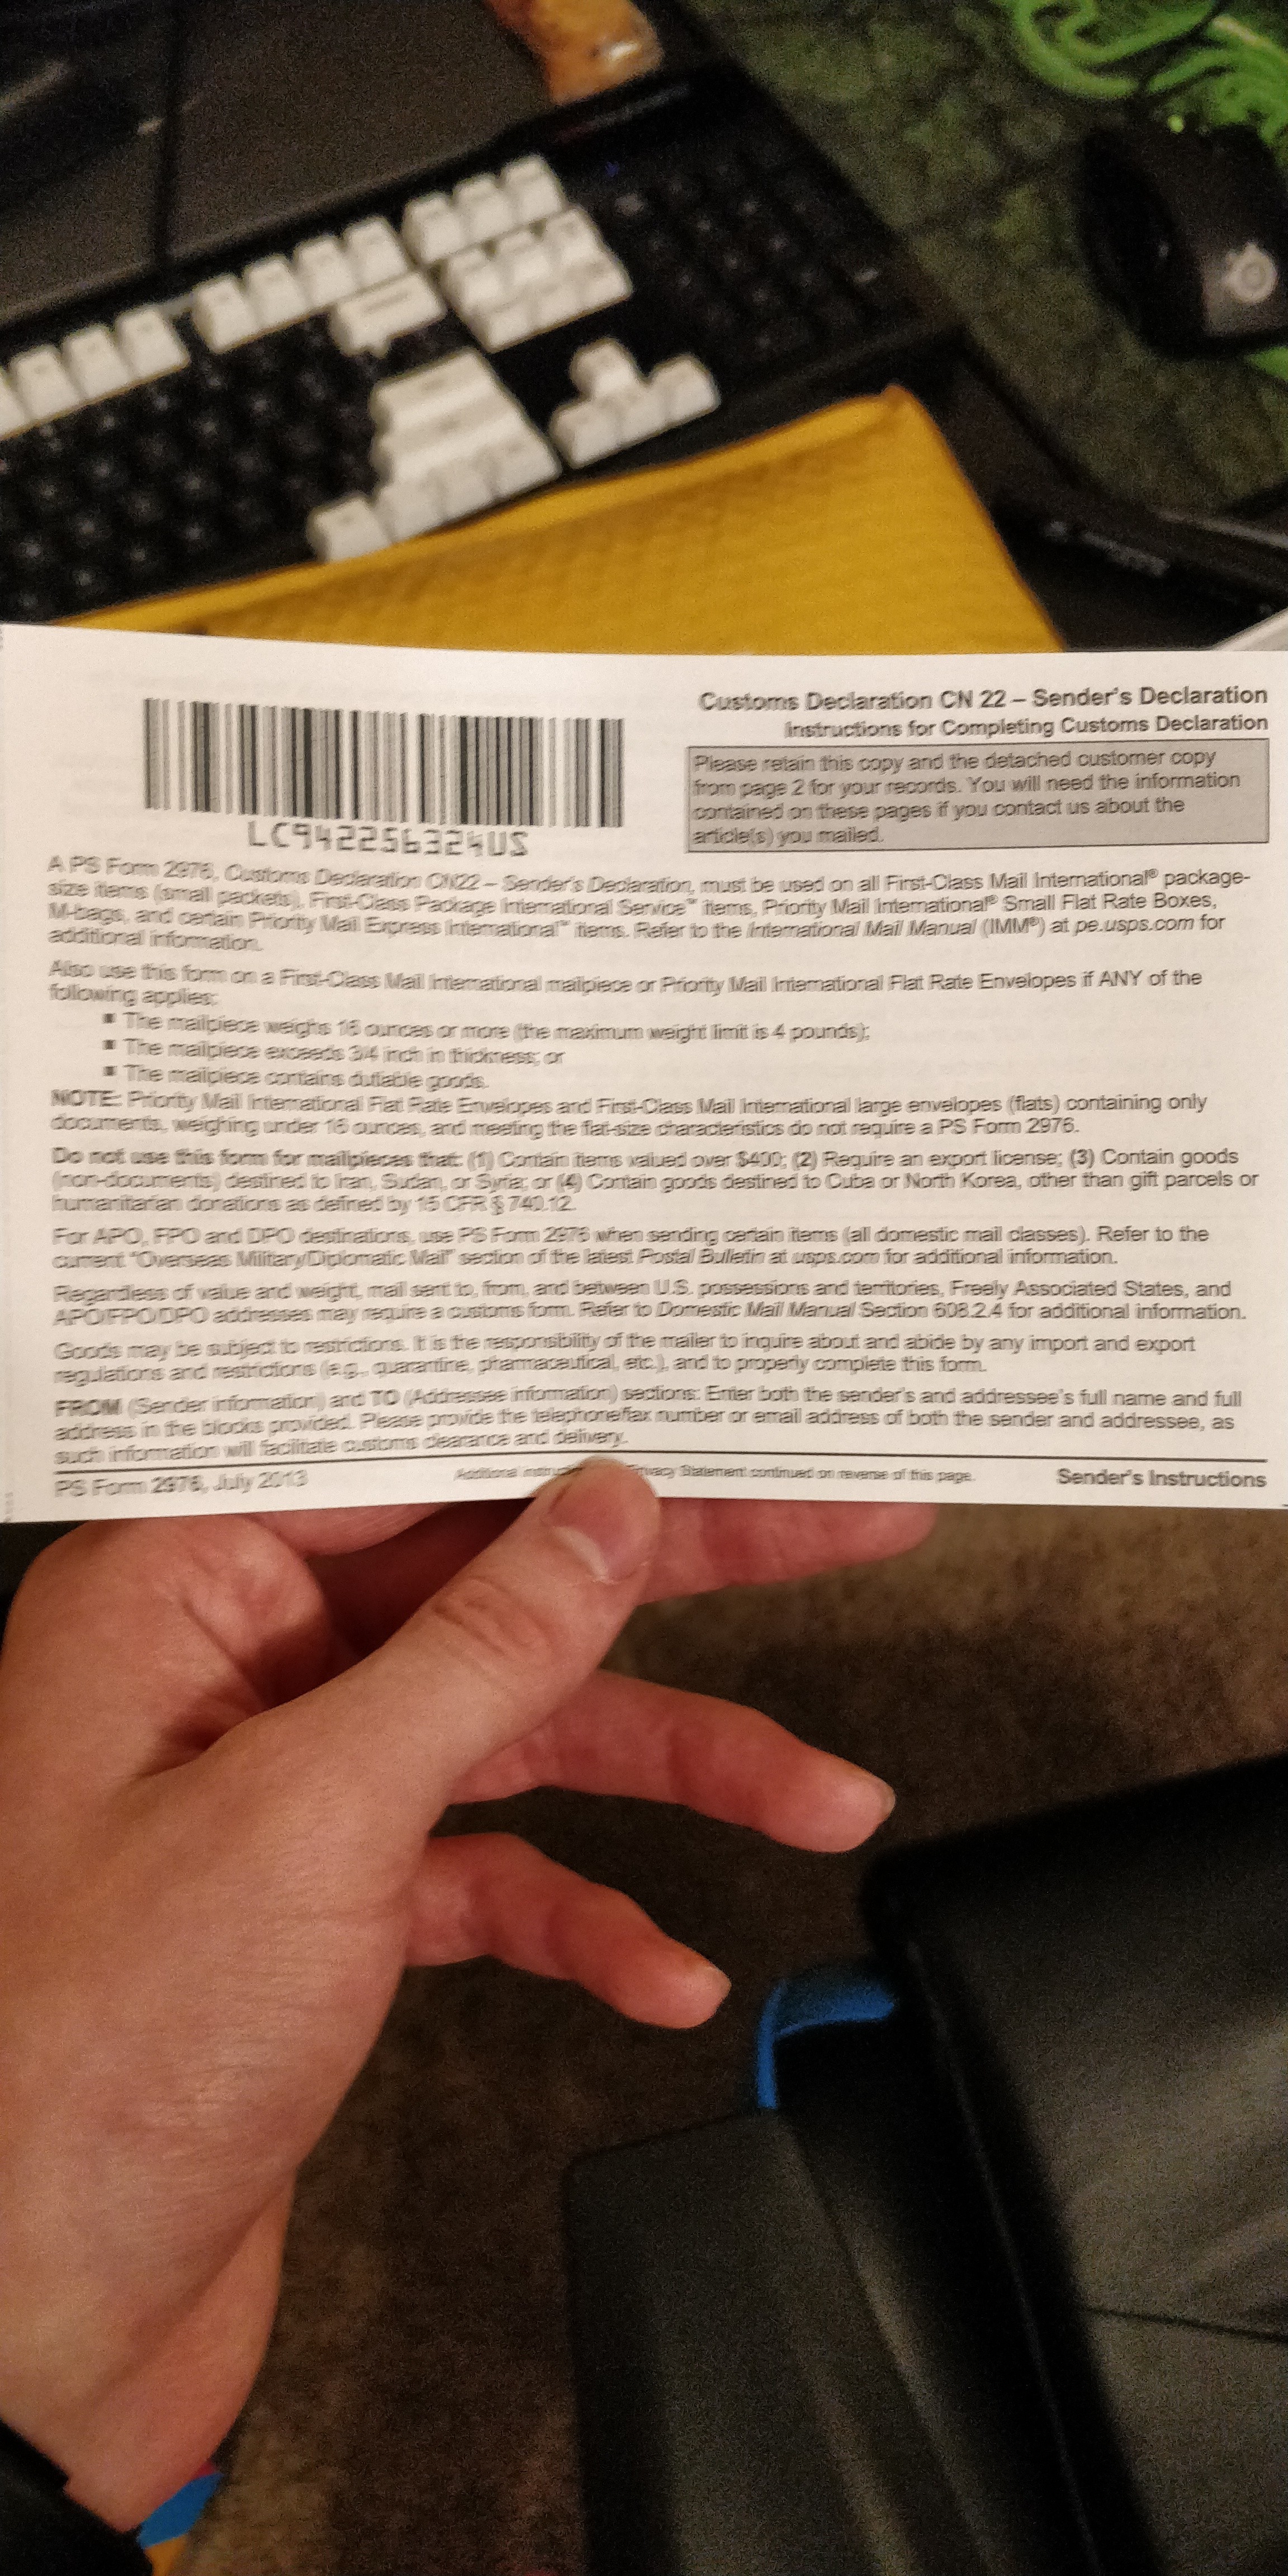 Customs Declaration CN 22 – Sender's Declaration
Instructions for Completing Customs Declaration
Please retain this copy and the detached customer copy
from page 2 for your records. You will need the information
contained on these pages if you contact us about the
article(s) you mailed.
LC942256324US
A PS Form 2976, Customs Declaration CN22 – Sender's Declaration, must be used on all First-Class Mail International® package-
size items (small packets), First-Class Package International Service™ items, Priority Mail International® Small Flat Rate Boxes,
M-bags, and certain Priority Mail Express International™ items. Refer to the International Mail Manual (IMM®) at pe.usps.com for
additional information.
Also use this form on a First-Class Mail International mailpiece or Priority Mail International Flat Rate Envelopes if ANY of the
following applies:
▪ The mailpiece weighs 16 ounces or more (the maximum weight limit is 4 pounds);
▪ The mailpiece exceeds 3/4 inch in thickness; or
▪ The mailpiece contains dutiable goods.
NOTE: Priority Mail International Flat Rate Envelopes and First-Class Mail International large envelopes (flats) containing only
documents, weighing under 16 ounces, and meeting the flat-size characteristics do not require a PS Form 2976.
Do not use this form for mailpieces that: (1) Contain items valued over $400; (2) Require an export license; (3) Contain goods
(non-documents) destined to Iran, Sudan, or Syria; or (4) Contain goods destined to Cuba or North Korea, other than gift parcels or
humanitarian donations as defined by 15 CFR § 740.12.
For APO, FPO and DPO destinations, use PS Form 2976 when sending certain items (all domestic mail classes). Refer to the
current "Overseas Military/Diplomatic Mail" section of the latest Postal Bulletin at usps.com for additional information.
Regardless of value and weight, mail sent to, from, and between U.S. possessions and territories, Freely Associated States, and
APO/FPO/DPO addresses may require a customs form. Refer to Domestic Mail Manual Section 608.2.4 for additional information.
Goods may be subject to restrictions. It is the responsibility of the mailer to inquire about and abide by any import and export
regulations and restrictions (e.g., quarantine, pharmaceutical, etc.), and to properly complete this form.
FROM (Sender information) and TO (Addressee information) sections: Enter both the sender's and addressee's full name and full
address in the blocks provided. Please provide the telephone/fax number or email address of both the sender and addressee, as
such information will facilitate customs clearance and delivery.
PS Form 2976, July 2013
Additional Privacy Statement continued on reverse of this page.
Sender's Instructions